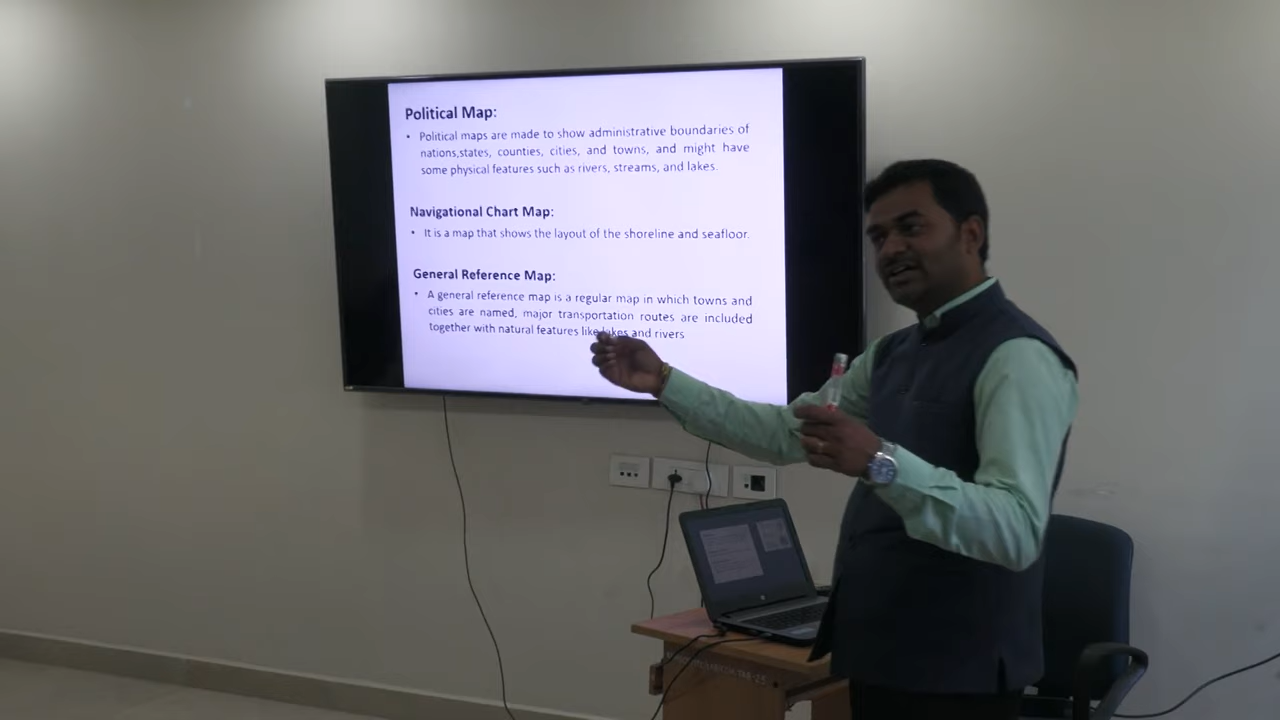 Political Map:
• Political maps are made to show administrative boundaries of
nations,states, counties, cities, and towns, and might have
some physical features such as rivers, streams, and lakes.
Navigational Chart Map:
• It is a map that shows the layout of the shoreline and seafloor.
General Reference Map:
• A general reference map is a regular map in which towns and
cities are named, major transportation routes are included
together with natural features like lakes and rivers